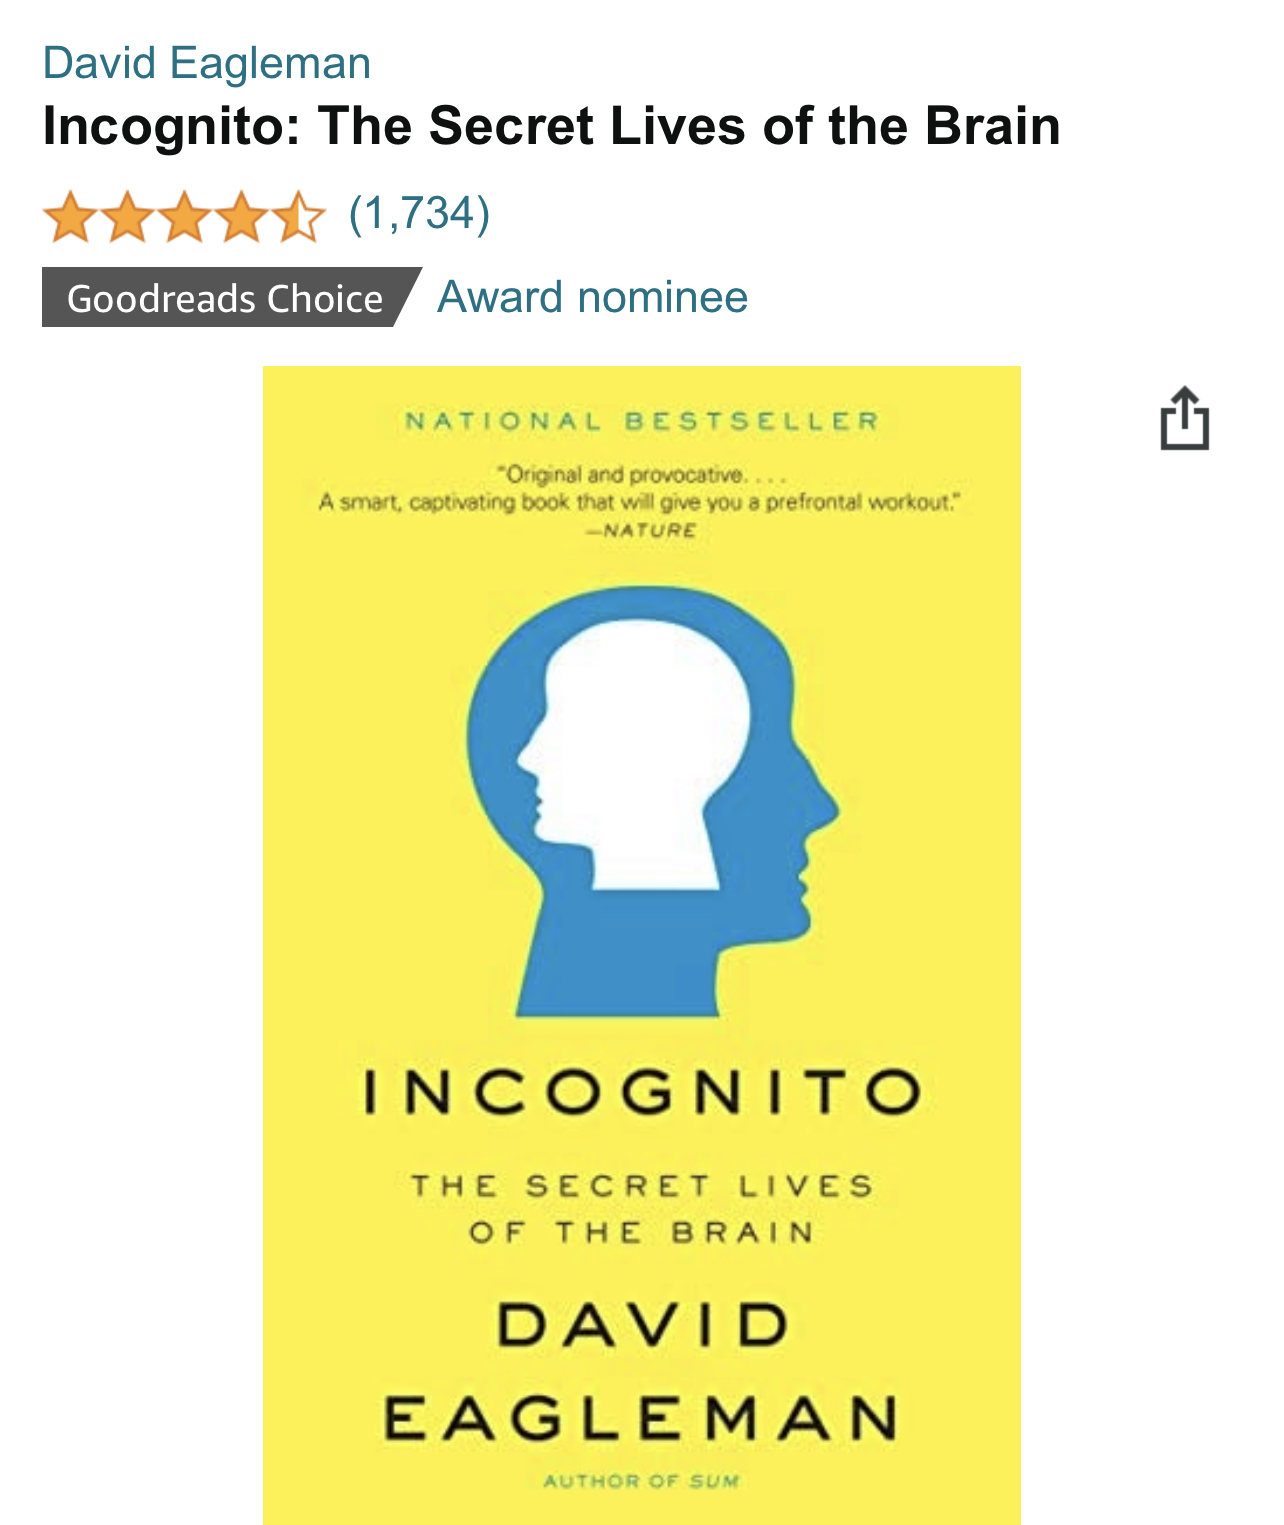 David Eagleman
Incognito: The Secret Lives of the Brain
(1,734)
Goodreads Choice Award nominee
NATIONAL BESTSELLER
"Original and provocative. . . .
A smart, captivating book that will give you a prefrontal workout."
—NATURE
INCOGNITO
THE SECRET LIVES
OF THE BRAIN
DAVID
EAGLEMAN
AUTHOR OF SUM